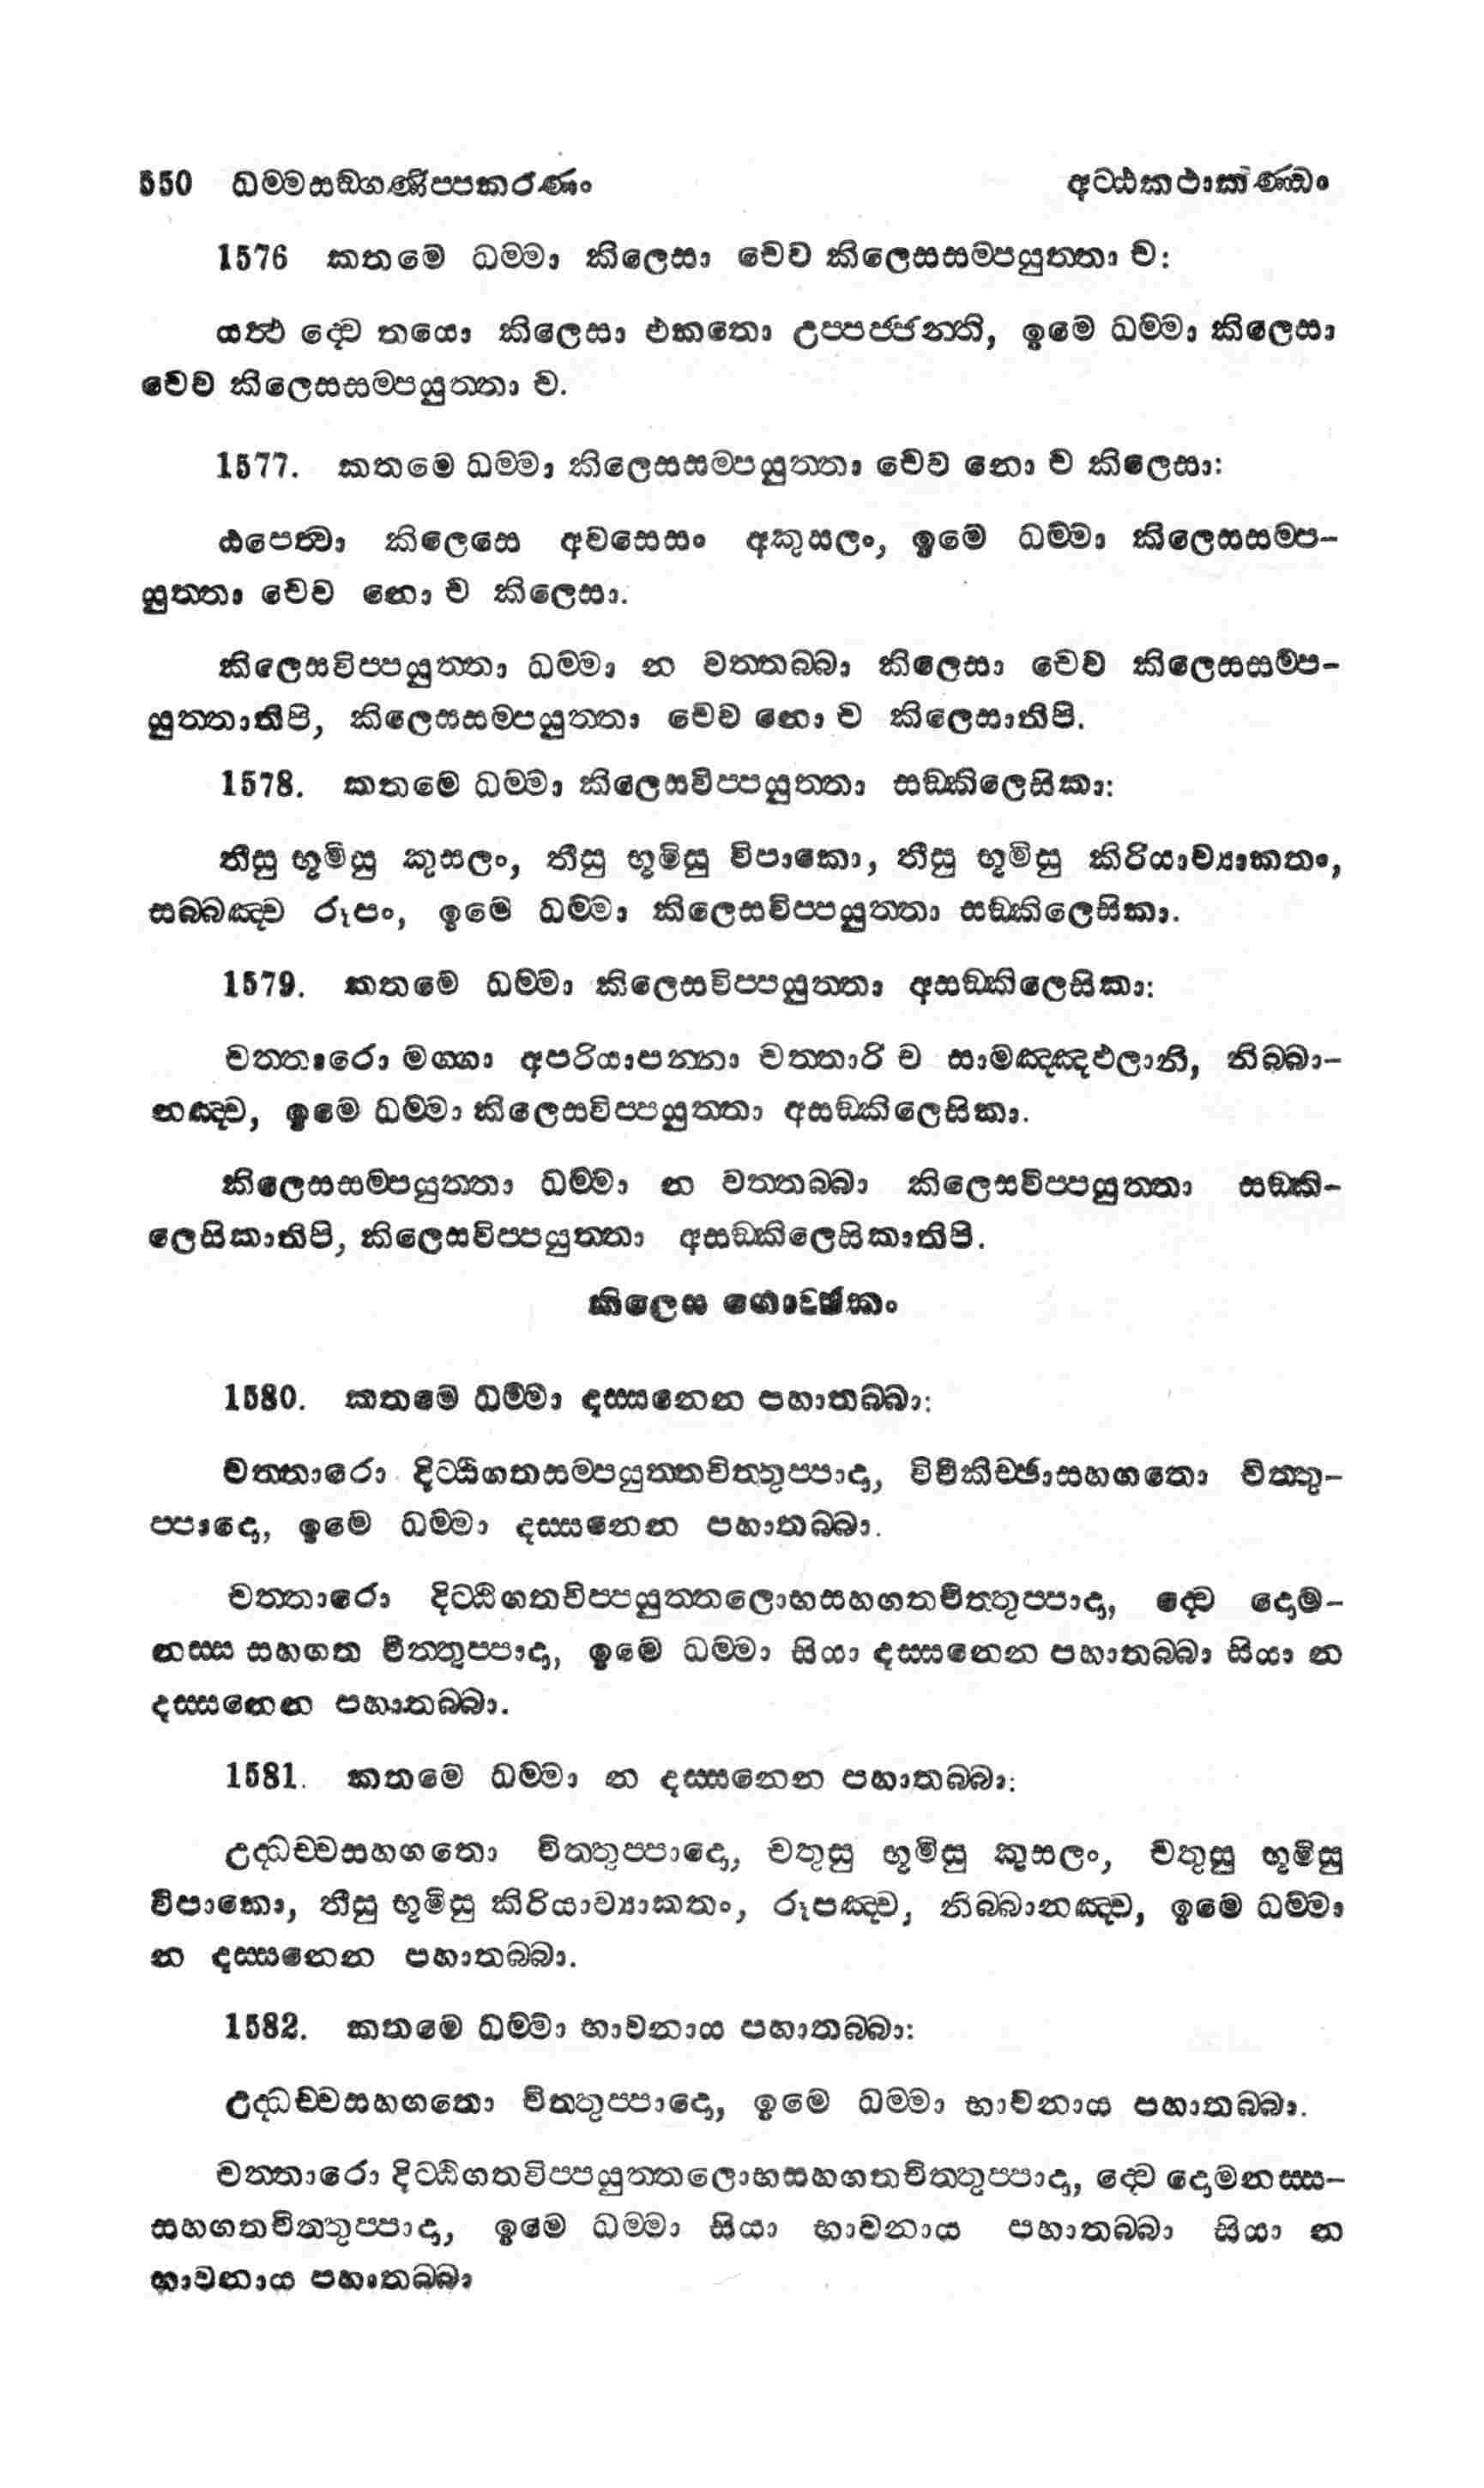 550 ධම්මසඞ්ගණිප්පකරණං අට්ඨකථාකණ්ඩං
1576 කතමෙ ධම්මා කිලෙසා චෙව කිලෙසසම්පයුත්තා ච:
යත්ථ ද්වෙ තයො කිලෙසා එකතො උප්පජ්ජන්ති, ඉමෙ ධම්මා කිලෙසා
චෙව කිලෙසසම්පයුත්තා ච.
1577. කතමෙ ධම්මා කිලෙසසම්පයුත්තා චෙව නො ච කිලෙසා:
ඨපෙත්වා කිලෙසෙ අවසෙසං අකුසලං, ඉමෙ ධම්මා කිලෙසසම්ප-
යුත්තා චෙව නො ච කිලෙසා.
කිලෙසවිප්පයුත්තා ධම්මා න වත්තබ්බා කිලෙසා චෙව කිලෙසසම්ප-
යුත්තාතිපි, කිලෙසසම්පයුත්තා චෙව නො ච කිලෙසාතිපි.
1578. කතමෙ ධම්මා කිලෙසවිප්පයුත්තා සඞ්කිලෙසිකා:
තීසු භූමිසු කුසලං, තීසු භූමිසු විපාකො, තීසු භූමිසු කිරියාව්‍යාකතං,
සබ්බඤ්ච රූපං, ඉමෙ ධම්මා කිලෙසවිප්පයුත්තා සඞ්කිලෙසිකා.
1579. කතමෙ ධම්මා කිලෙසවිප්පයුත්තා අසඞ්කිලෙසිකා:
චත්තාරො මග්ගා අපරියාපන්නා චත්තාරි ච සාමඤ්ඤඵලානි, නිබ්බා-
නඤ්ච, ඉමෙ ධම්මා කිලෙසවිප්පයුත්තා අසඞ්කිලෙසිකා.
කිලෙසසම්පයුත්තා ධම්මා න වත්තබ්බා කිලෙසවිප්පයුත්තා සඞ්කි-
ලෙසිකාතිපි, කිලෙසවිප්පයුත්තා අසඞ්කිලෙසිකාතිපි.
කිලෙස ගොච්ඡකං
1580. කතමෙ ධම්මා දස්සනෙන පහාතබ්බා:
චත්තාරො දිට්ඨිගතසම්පයුත්තචිත්තුප්පාදා, විචිකිච්ඡාසහගතො චිත්තු-
ප්පාදො, ඉමෙ ධම්මා දස්සනෙන පහාතබ්බා.
චත්තාරො දිට්ඨිගතවිප්පයුත්තලොභසහගතචිත්තුප්පාදා, ද්වෙ දොම-
නස්ස සහගත චිත්තුප්පාදා, ඉමෙ ධම්මා සියා දස්සනෙන පහාතබ්බා සියා න
දස්සනෙන පහාතබ්බා.
1581. කතමෙ ධම්මා න දස්සනෙන පහාතබ්බා:
උද්ධච්චසහගතො චිත්තුප්පාදො, චතුසු භූමිසු කුසලං, චතුසු භූමිසු
විපාකො, තීසු භූමිසු කිරියාව්‍යාකතං, රූපඤ්ච, නිබ්බානඤ්ච, ඉමෙ ධම්මා
න දස්සනෙන පහාතබ්බා.
1582. කතමෙ ධම්මා භාවනාය පහාතබ්බා:
උද්ධච්චසහගතො චිත්තුප්පාදො, ඉමෙ ධම්මා භාවනාය පහාතබ්බා.
චත්තාරො දිට්ඨිගතවිප්පයුත්තලොභසහගතචිත්තුප්පාදා, ද්වෙ දොමනස්ස-
සහගතචිත්තුප්පාදා, ඉමෙ ධම්මා සියා භාවනාය පහාතබ්බා සියා න
භාවනාය පහාතබ්බා